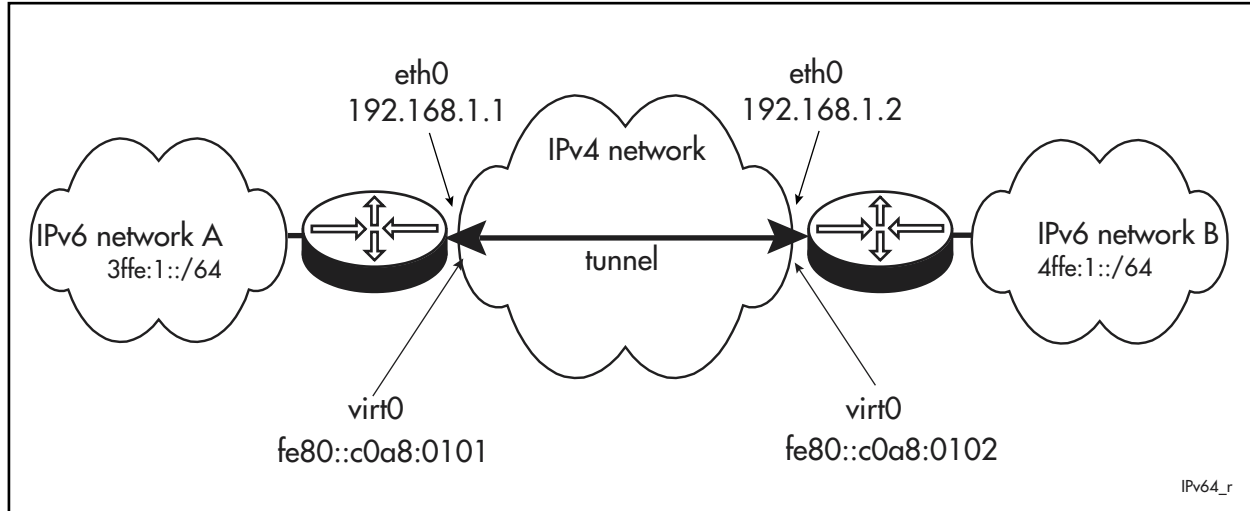 eth0
192.168.1.1
eth0
192.168.1.2
IPv4 network
IPv6 network A
3ffe:1::/64
tunnel
IPv6 network B
4ffe:1::/64
virt0
fe80::c0a8:0101
virt0
fe80::c0a8:0102
IPv64_r